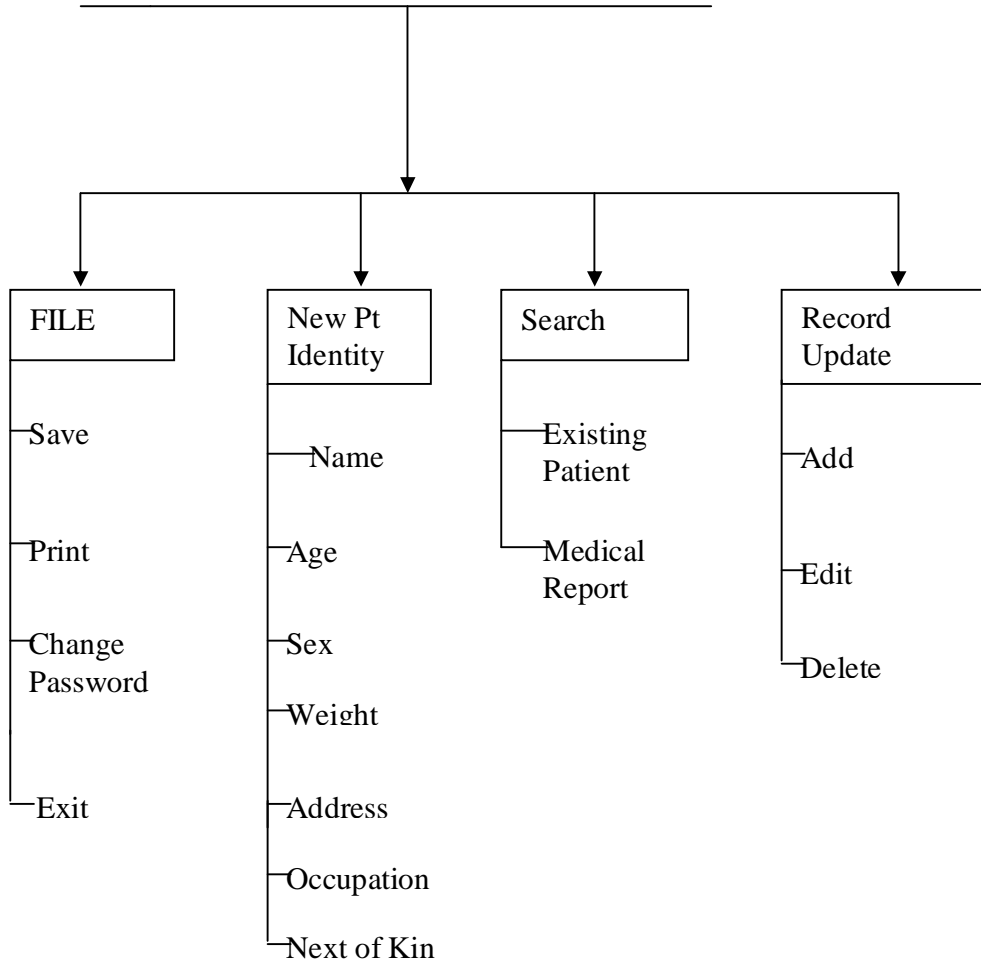 FILE
Save
Print
Change
Password
Exit
New Pt
Identity
Name
Age
Sex
Weight
Address
Occupation
Next of Kin
Search
Existing
Patient
Medical
Report
Record
Update
Add
Edit
Delete